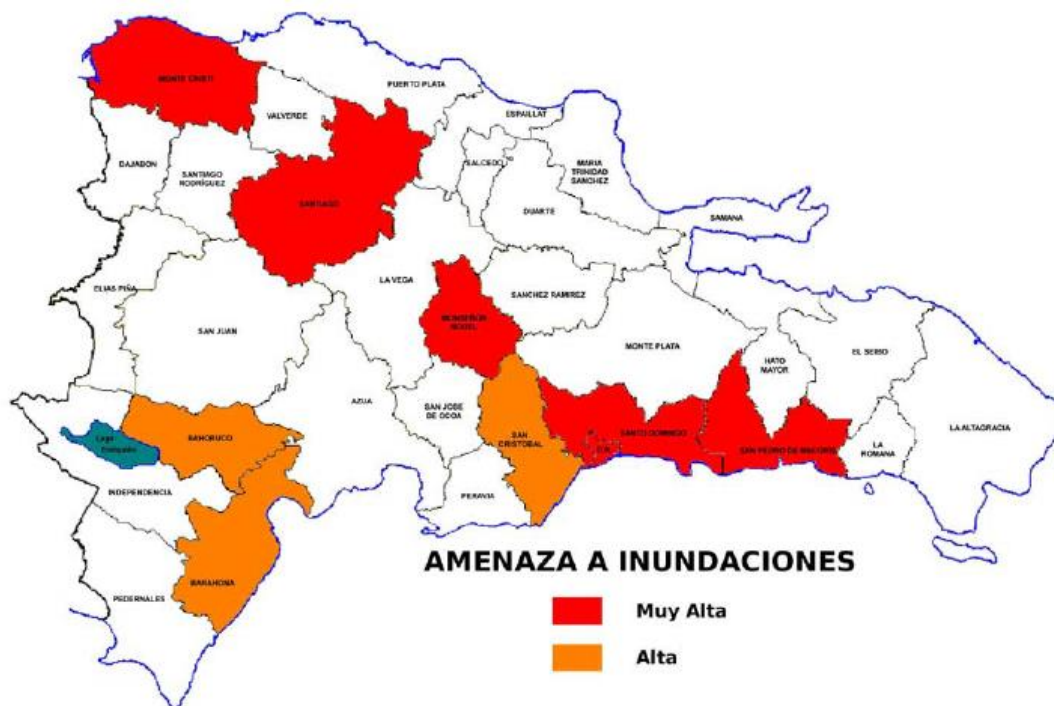 MONTE CRISTI
PUERTO PLATA
VALVERDE
ESPAILLAT
DAJABON
SANTIAGO
RODRÍGUEZ
SALCEDO
MARIA
TRINIDAD
SANCHEZ
SANTIAGO
DUARTE
SAMANA
ELIAS PIÑA
LA VEGA
SANCHEZ RAMIREZ
MONSEÑOR
NOUEL
SAN JUAN
MONTE PLATA
HATO
MAYOR
EL SEIBO
AZUA
SAN JOSE
DE OCOA
SAN
CRISTOBAL
SANTO DOMINGO
D.N.
SAN PEDRO DE MACORIS
LA
ROMANA
LA ALTAGRACIA
Lago
Enriquillo
BAHORUCO
INDEPENDENCIA
PERAVIA
BARAHONA
PEDERNALES
AMENAZA A INUNDACIONES
Muy Alta
Alta